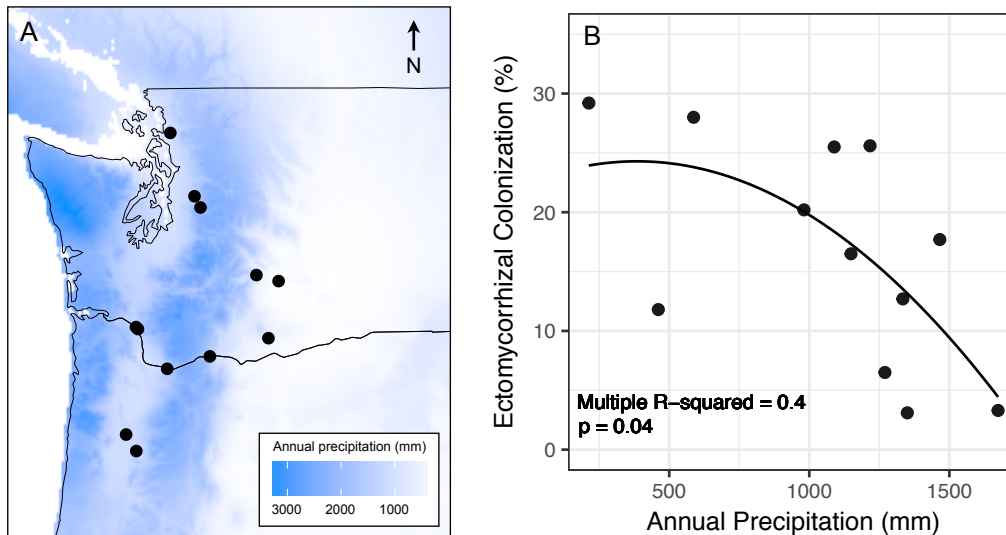 A
N
Annual precipitation (mm)
3000 2000 1000
B
Ectomycorrhizal Colonization (%)
30
20
10
0
Multiple R−squared = 0.4
p = 0.04
500 1000 1500
Annual Precipitation (mm)